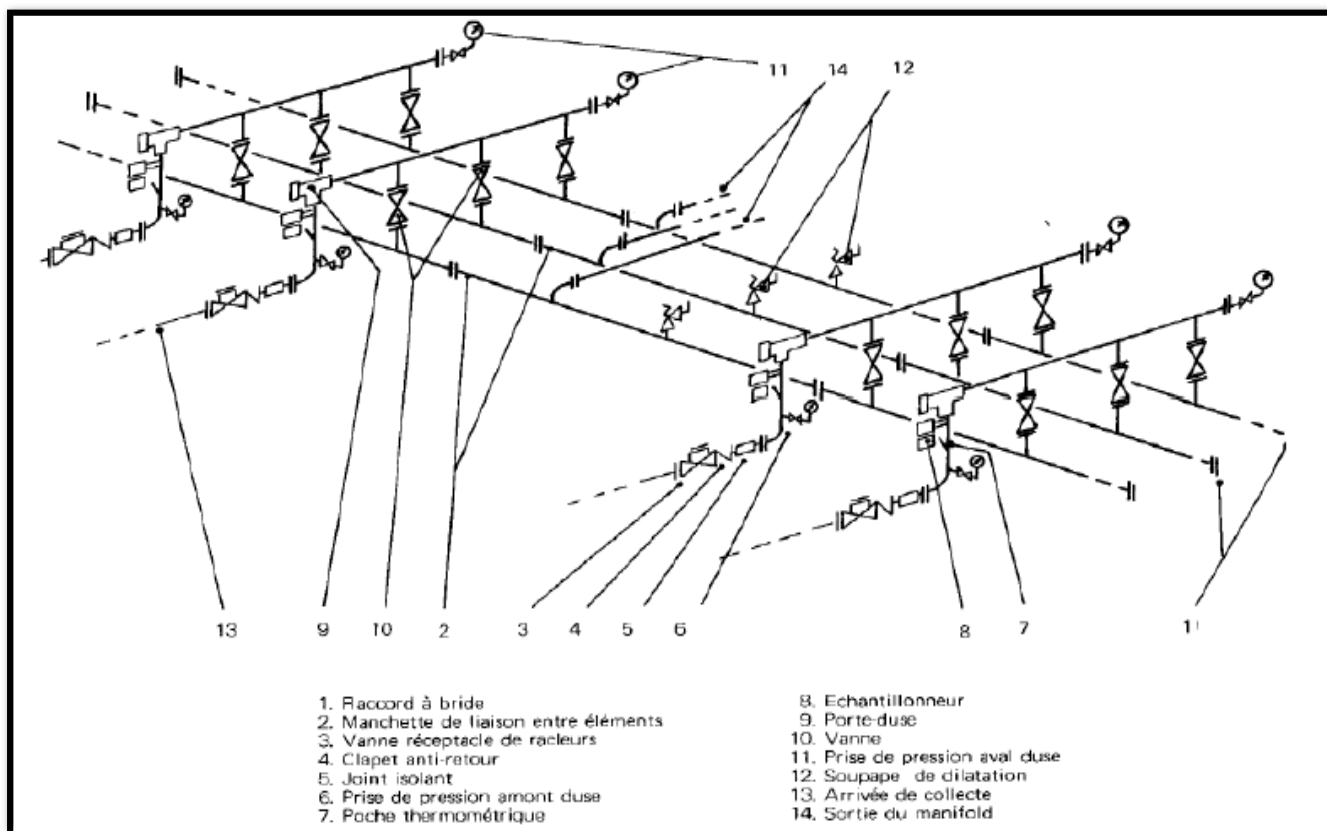 11 14 12
13 9 10 2 3 4 5 6 8 7 11
1. Raccord à bride
2. Manchette de liaison entre éléments
3. Vanne réceptacle de racleurs
4. Clapet anti-retour
5. Joint isolant
6. Prise de pression amont duse
7. Poche thermométrique
8. Echantillonneur
9. Porte-duse
10. Vanne
11. Prise de pression aval duse
12. Soupape de dilatation
13. Arrivée de collecte
14. Sortie du manifold